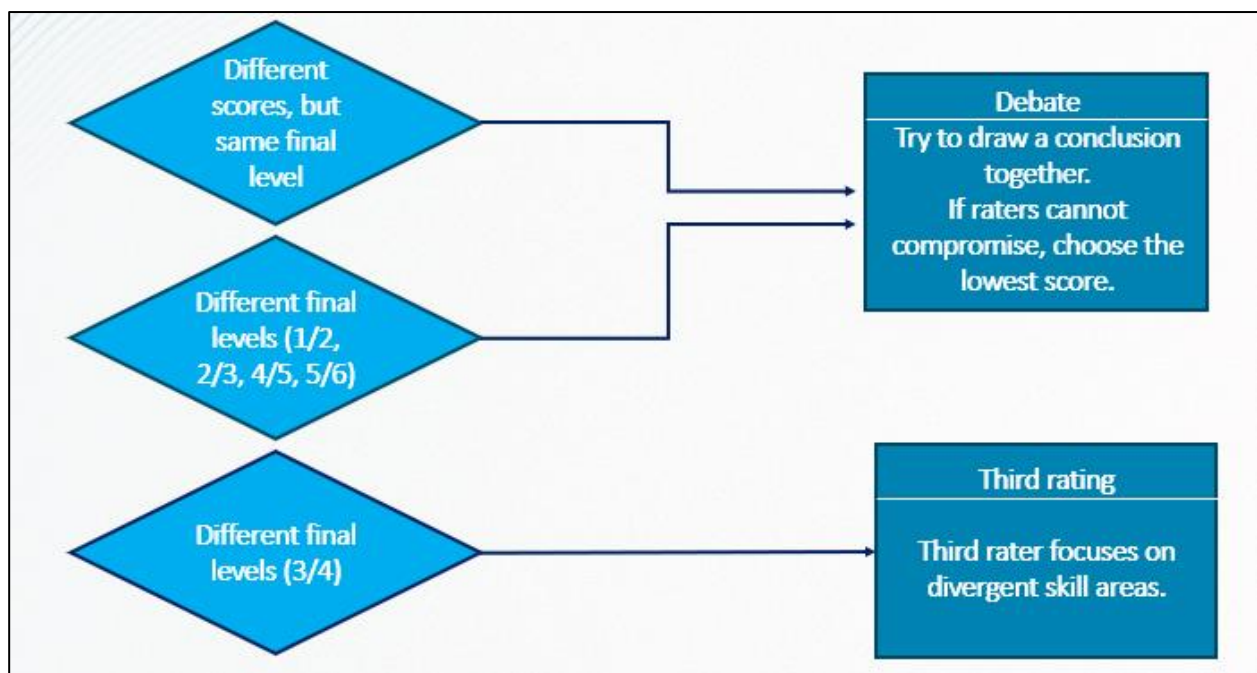 Different
scores, but
same final
level
Debate
Try to draw a conclusion
together.
If raters cannot
compromise, choose the
lowest score.
Different final
levels (1/2,
2/3, 4/5, 5/6)
Different final
levels (3/4)
Third rating
Third rater focuses on
divergent skill areas.